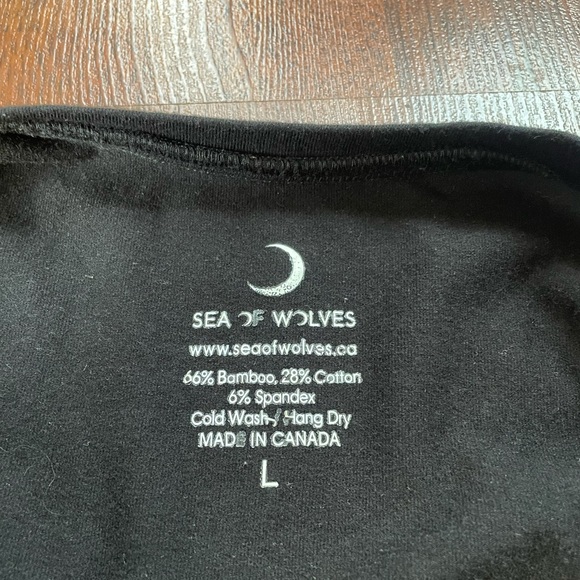 SEA OF WOLVES
www.seaofwolves.ca
66% Bamboo, 28% Cotton
6% Spandex
Cold Wash / Hang Dry
MADE IN CANADA
L